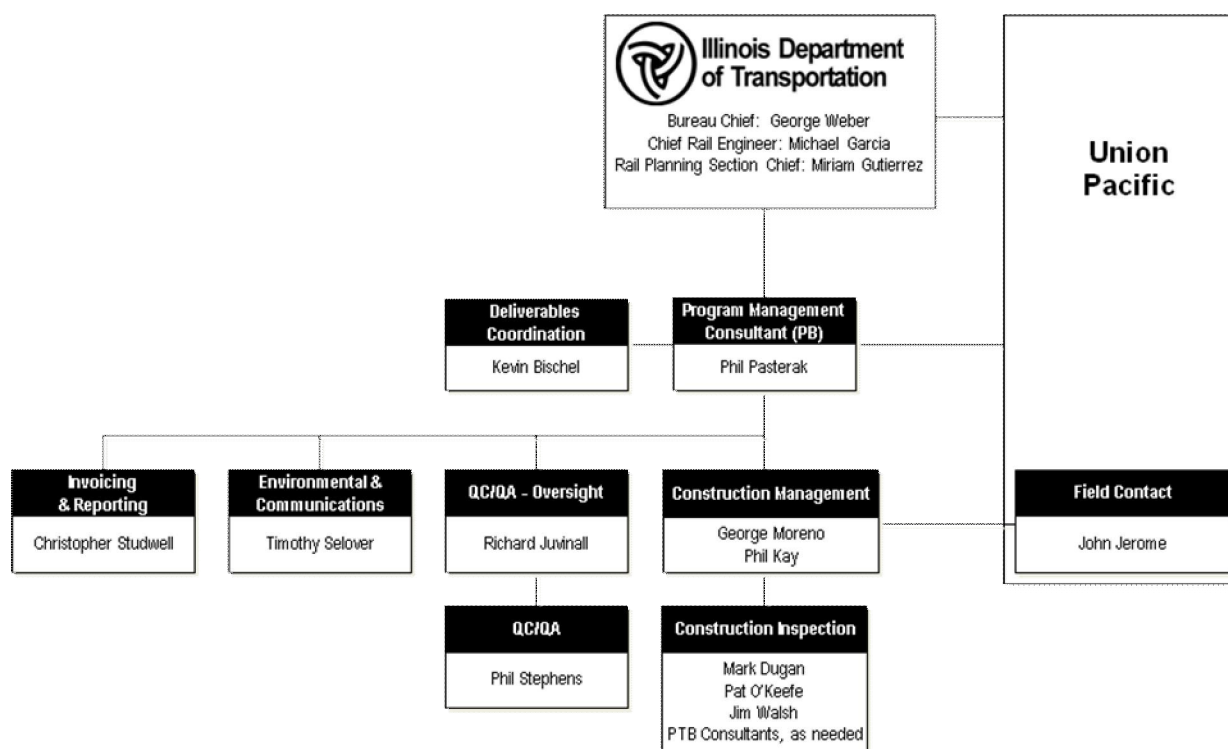 Illinois Department
of Transportation
Bureau Chief: George Weber
Chief Rail Engineer: Michael Garcia
Rail Planning Section Chief: Miriam Gutierrez
Union
Pacific
Deliverables
Coordination
Kevin Bischel
Program Management
Consultant (PB)
Phil Pasterak
Invoicing
& Reporting
Christopher Studwell
Environmental &
Communications
Timothy Selover
QC/QA - Oversight
Richard Juvinall
Construction Management
George Moreno
Phil Kay
Field Contact
John Jerome
QC/QA
Phil Stephens
Construction Inspection
Mark Dugan
Pat O'Keefe
Jim Walsh
PTB Consultants, as needed